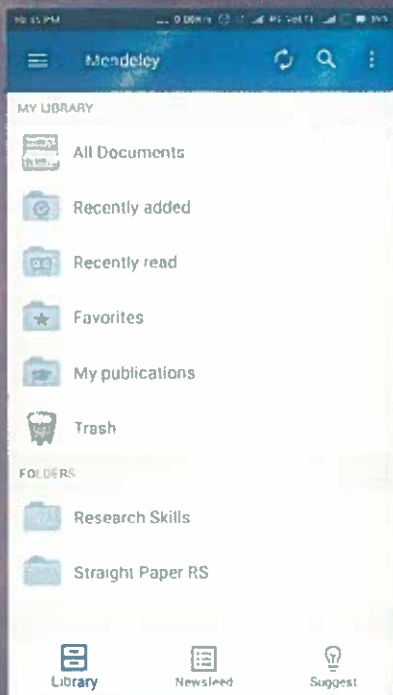 Mendeley
MY LIBRARY
All Documents
Recently added
Recently read
Favorites
My publications
Trash
FOLDERS
Research Skills
Straight Paper RS
Library
Newsfeed
Suggest